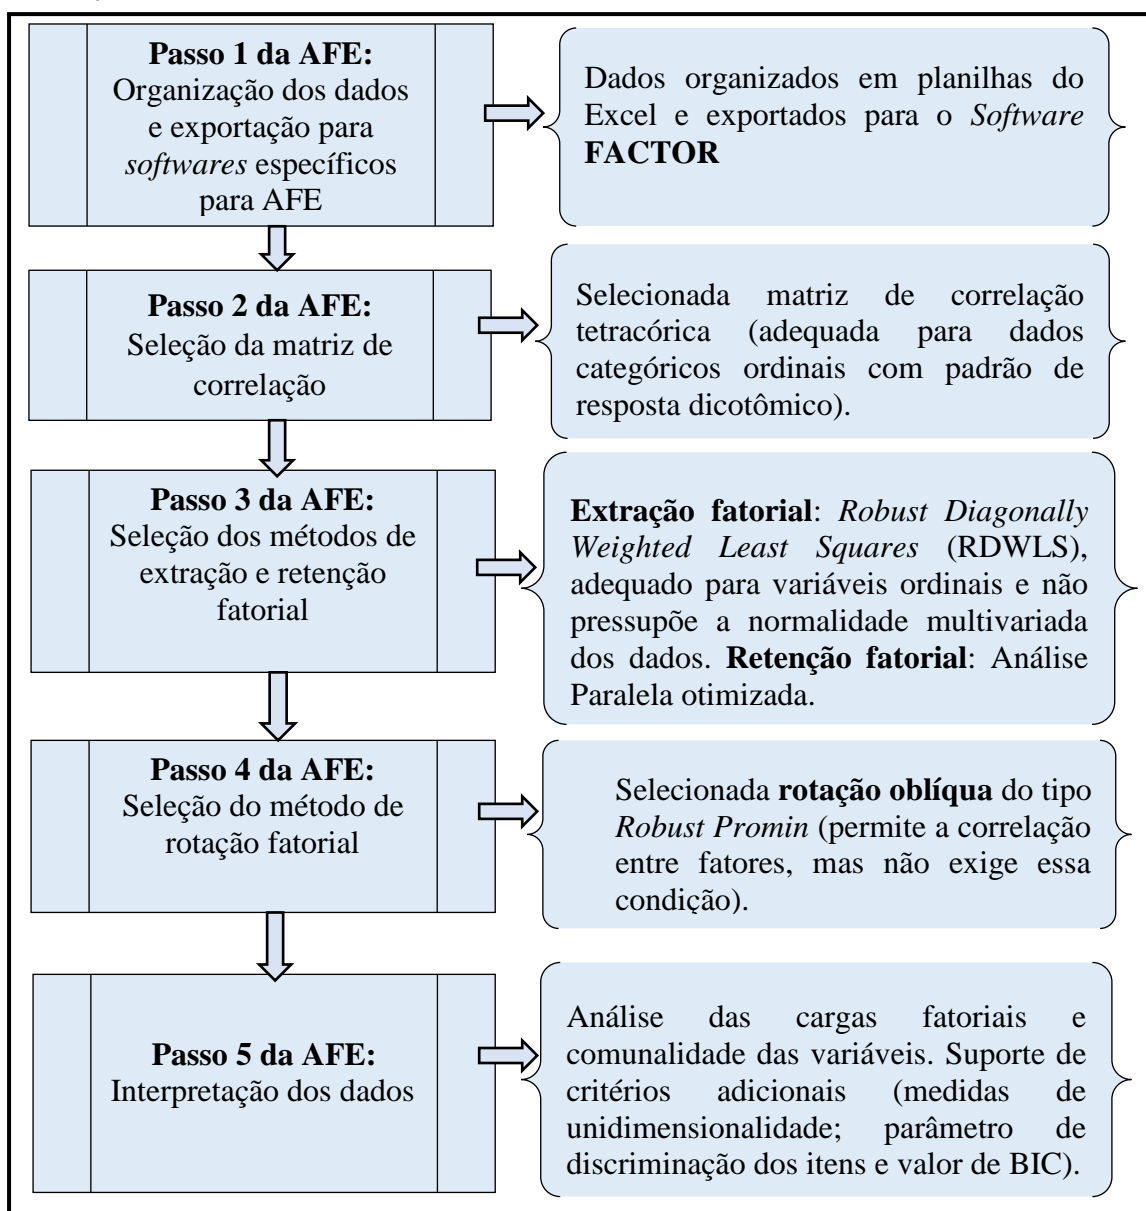 Passo 1 da AFE:
Organização dos dados
e exportação para
softwares específicos
para AFE
Dados organizados em planilhas do
Excel e exportados para o Software
FACTOR
Passo 2 da AFE:
Seleção da matriz de
correlação
Selecionada matriz de correlação
tetracórica (adequada para dados
categóricos ordinais com padrão de
resposta dicotômico).
Passo 3 da AFE:
Seleção dos métodos de
extração e retenção
fatorial
Extração fatorial: Robust Diagonally
Weighted Least Squares (RDWLS),
adequado para variáveis ordinais e não
pressupõe a normalidade multivariada
dos dados. Retenção fatorial: Análise
Paralela otimizada.
Passo 4 da AFE:
Seleção do método de
rotação fatorial
Selecionada rotação oblíqua do tipo
Robust Promin (permite a correlação
entre fatores, mas não exige essa
condição).
Passo 5 da AFE:
Interpretação dos dados
Análise das cargas fatoriais e
comunalidade das variáveis. Suporte de
critérios adicionais (medidas de
unidimensionalidade; parâmetro de
discriminação dos itens e valor de BIC).